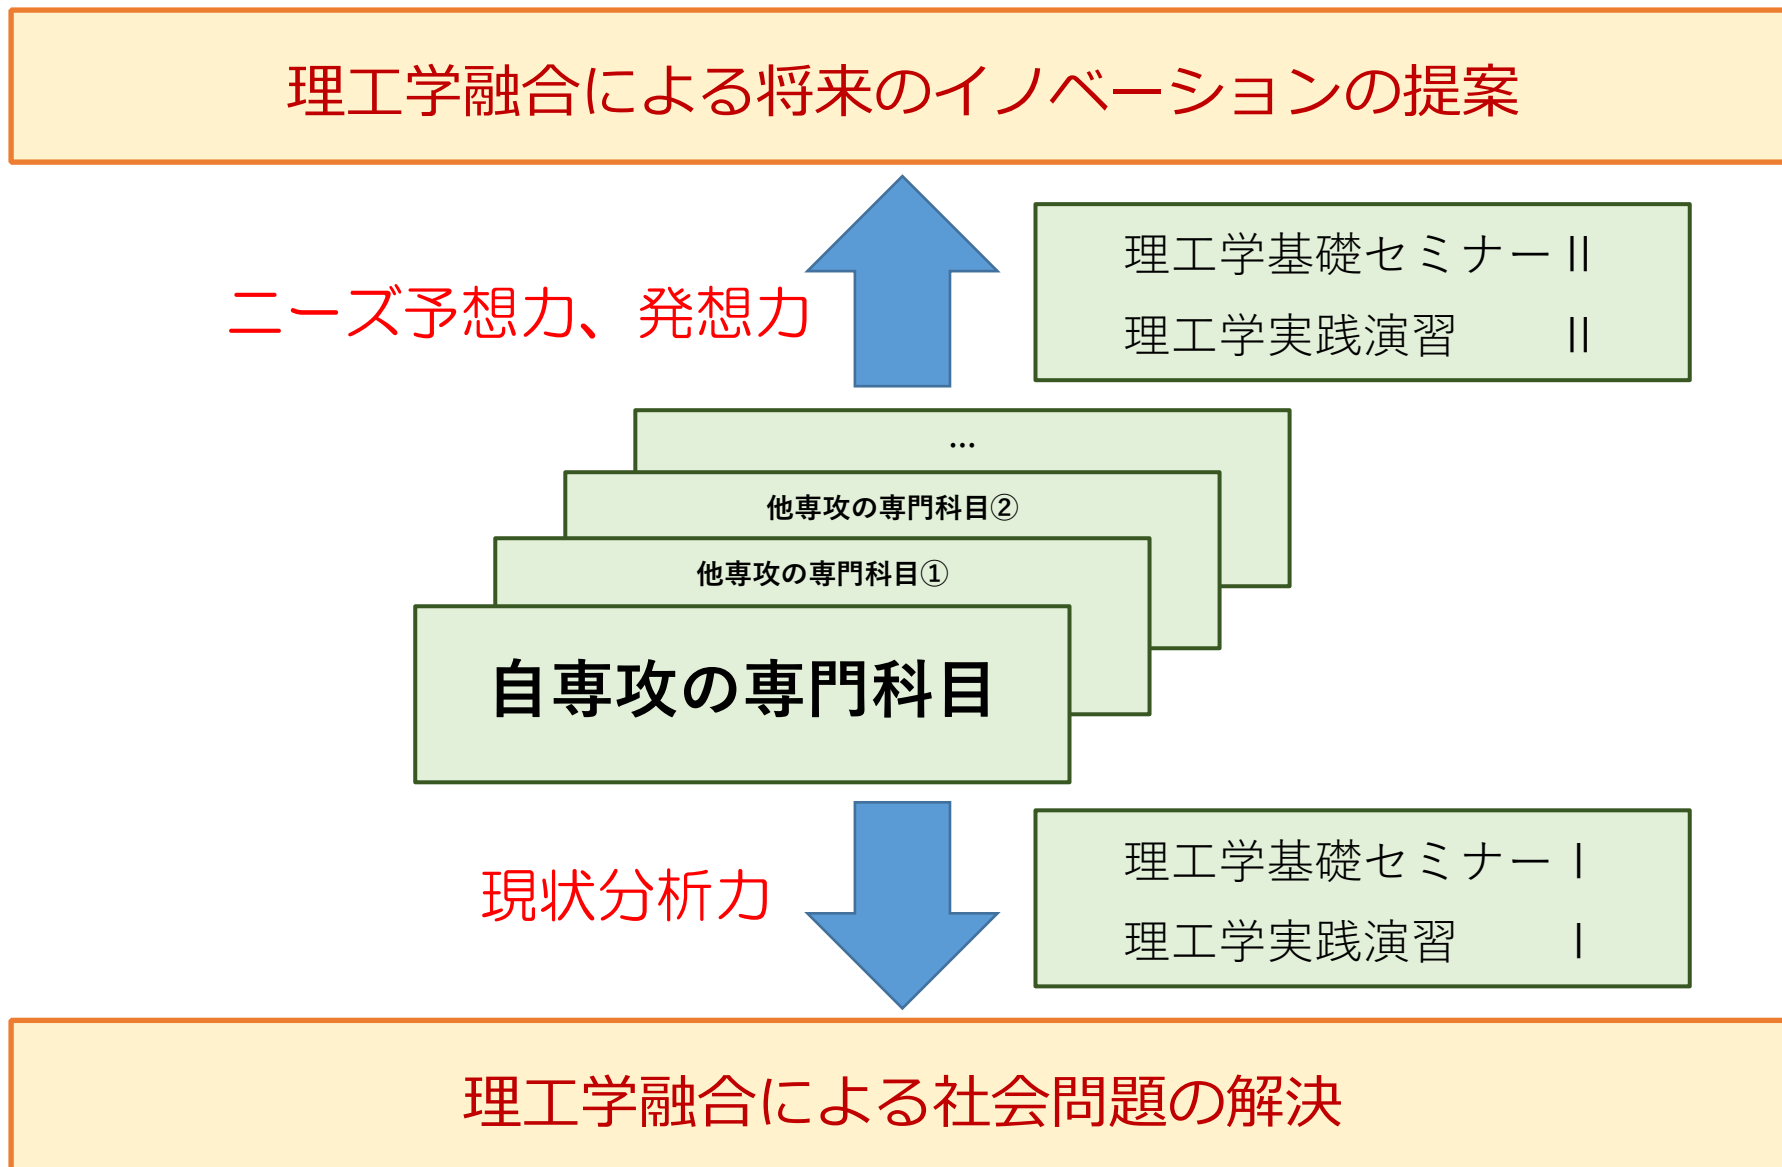 理工学融合による将来のイノベーションの提案
ニーズ予想力、発想力
理工学基礎セミナーⅡ
理工学実践演習　　Ⅱ
…
他専攻の専門科目②
他専攻の専門科目①
自専攻の専門科目
現状分析力
理工学基礎セミナーⅠ
理工学実践演習　　Ⅰ
理工学融合による社会問題の解決